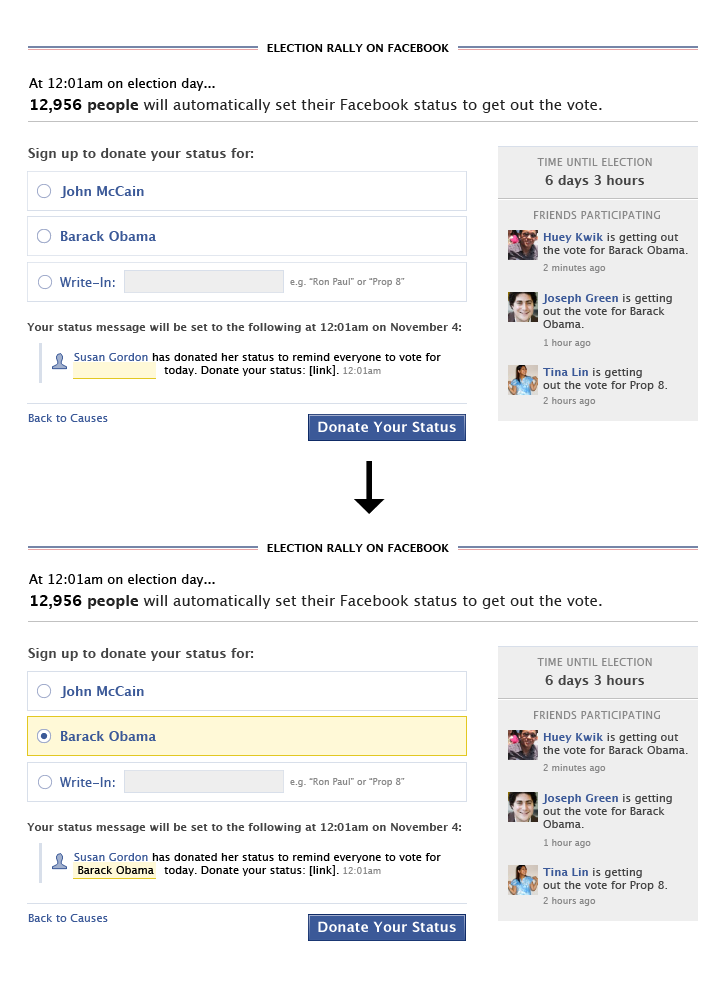 ELECTION RALLY ON FACEBOOK
At 12:01am on election day...
12,956 people will automatically set their Facebook status to get out the vote.
Sign up to donate your status for:
John McCain
Barack Obama
Write-In:
e.g. “Ron Paul” or “Prop 8”
Your status message will be set to the following at 12:01am on November 4:
Susan Gordon has donated her status to remind everyone to vote for
today. Donate your status: [link]. 12:01am
Back to Causes
Donate Your Status
TIME UNTIL ELECTION
6 days 3 hours
FRIENDS PARTICIPATING
Huey Kwik is getting out
the vote for Barack Obama.
2 minutes ago
Joseph Green is getting
out the vote for Barack
Obama.
1 hour ago
Tina Lin is getting
out the vote for Prop 8.
2 hours ago
ELECTION RALLY ON FACEBOOK
At 12:01am on election day...
12,956 people will automatically set their Facebook status to get out the vote.
Sign up to donate your status for:
John McCain
Barack Obama
Write-In:
e.g. “Ron Paul” or “Prop 8”
Your status message will be set to the following at 12:01am on November 4:
Susan Gordon has donated her status to remind everyone to vote for
Barack Obama today. Donate your status: [link]. 12:01am
Back to Causes
Donate Your Status
TIME UNTIL ELECTION
6 days 3 hours
FRIENDS PARTICIPATING
Huey Kwik is getting out
the vote for Barack Obama.
2 minutes ago
Joseph Green is getting
out the vote for Barack
Obama.
1 hour ago
Tina Lin is getting
out the vote for Prop 8.
2 hours ago